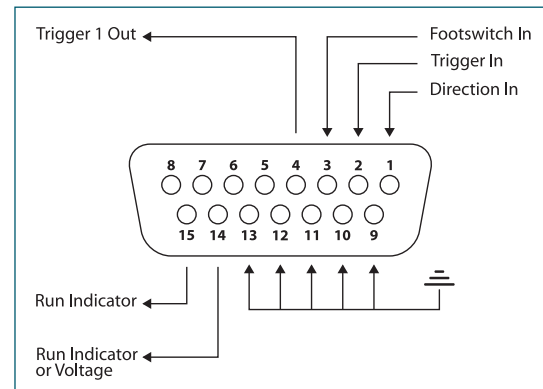 Trigger 1 Out
Footswitch In
Trigger In
Direction In
8 7 6 5 4 3 2 1
15 14 13 12 11 10 9
Run Indicator
Run Indicator
or Voltage